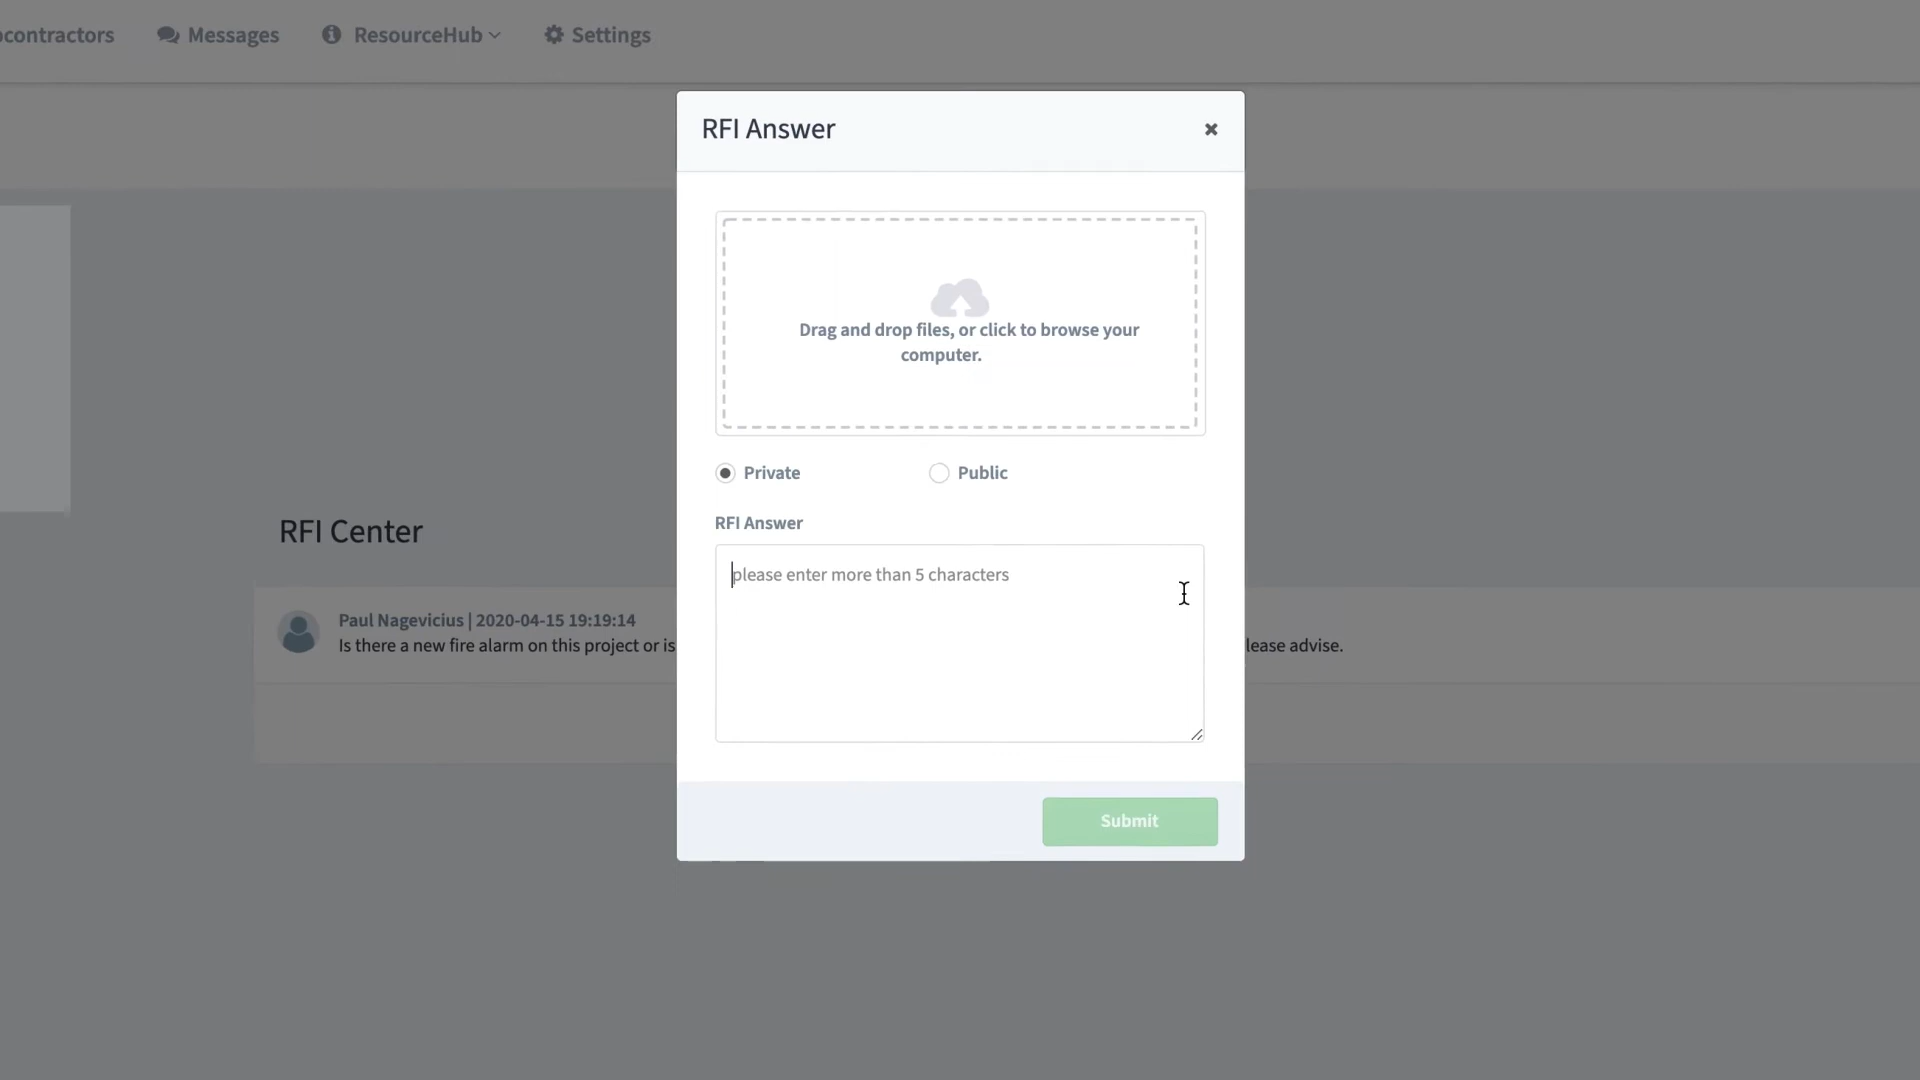 contractors Messages ResourceHub Settings
RFI Answer
Drag and drop files, or click to browse your
computer.
Private Public
RFI Answer
please enter more than 5 characters
Submit
RFI Center
Paul Nagevicius | 2020-04-15 19:19:14
Is there a new fire alarm on this project or is lease advise.